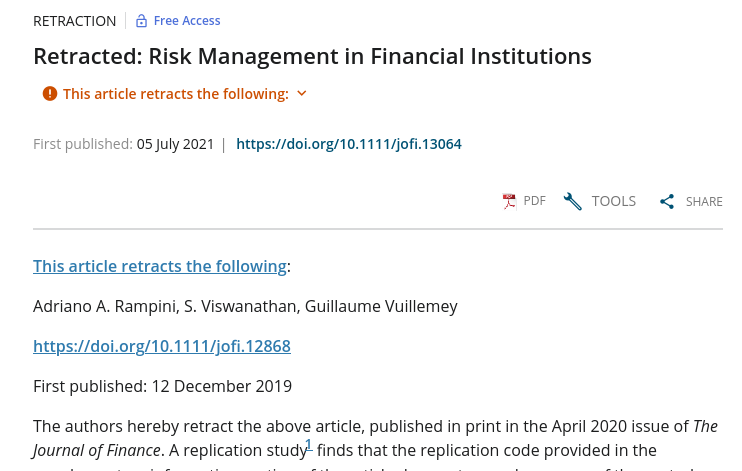 RETRACTION Free Access
Retracted: Risk Management in Financial Institutions
This article retracts the following:
First published: 05 July 2021 | https://doi.org/10.1111/jofi.13064
PDF TOOLS SHARE
This article retracts the following:
Adriano A. Rampini, S. Viswanathan, Guillaume Vuillemey
https://doi.org/10.1111/jofi.12868
First published: 12 December 2019
The authors hereby retract the above article, published in print in the April 2020 issue of The
Journal of Finance. A replication study1 finds that the replication code provided in the